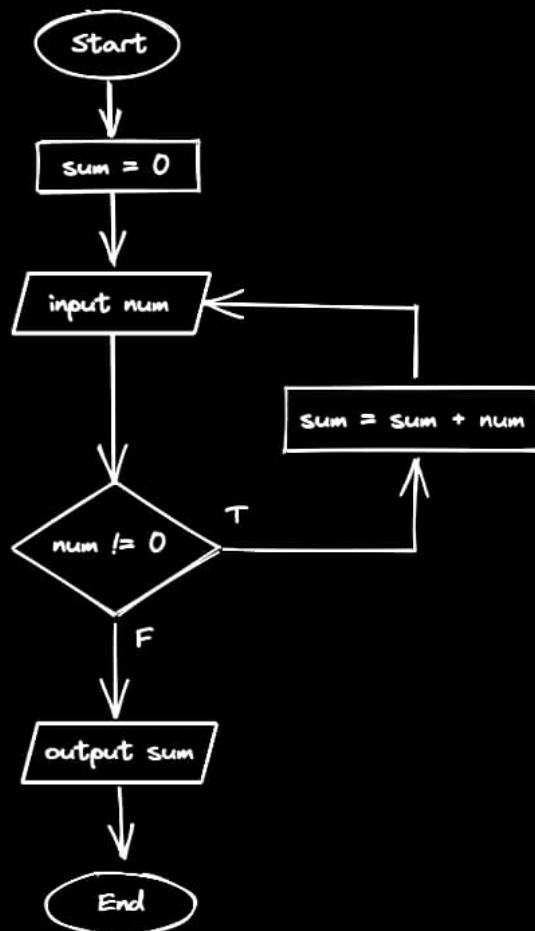 Start
sum = 0
input num
sum = sum + num
num != 0
T
F
output sum
End